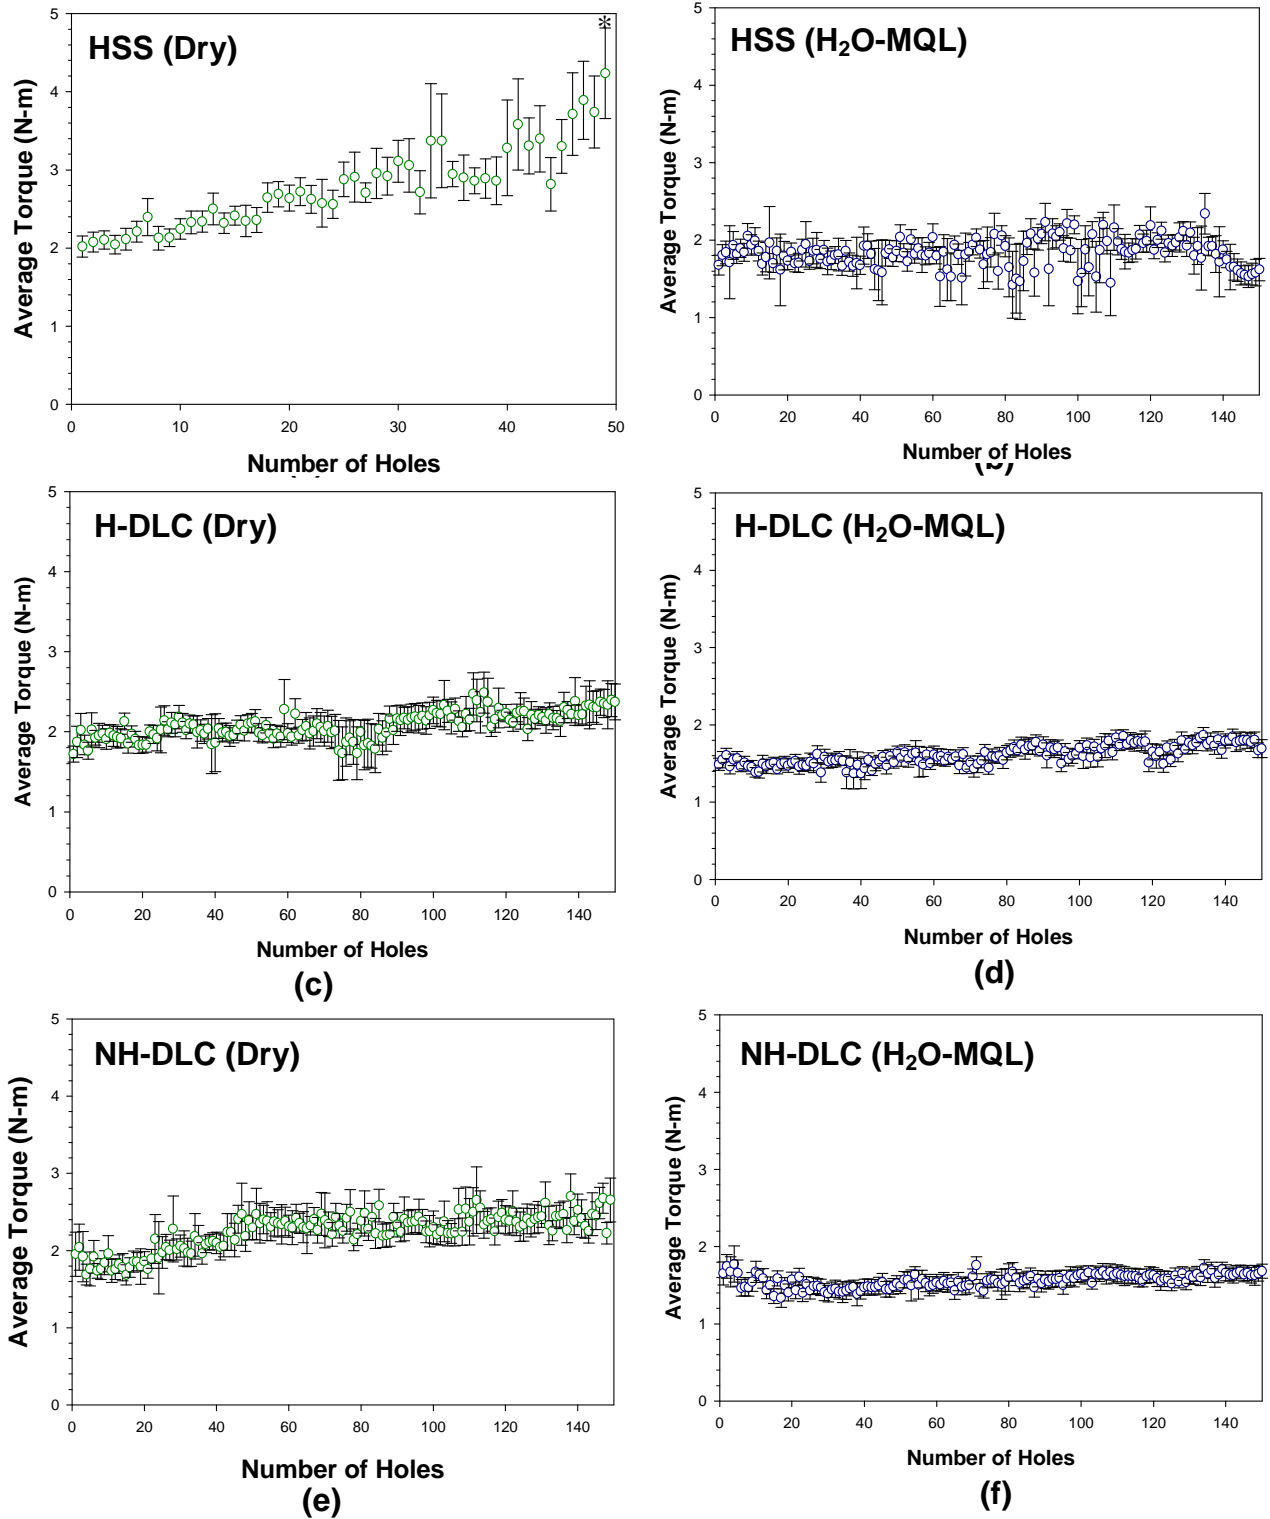 HSS (Dry)
*
Average Torque (N-m)
5
4
3
2
1
0
0 10 20 30 40 50
Number of Holes
HSS (H₂O-MQL)
Average Torque (N-m)
5
4
3
2
1
0
0 20 40 60 80 100 120 140
Number of Holes
(b)
H-DLC (Dry)
Average Torque (N-m)
5
4
3
2
1
0
0 20 40 60 80 100 120 140
Number of Holes
(c)
H-DLC (H₂O-MQL)
Average Torque (N-m)
5
4
3
2
1
0
0 20 40 60 80 100 120 140
Number of Holes
(d)
NH-DLC (Dry)
Average Torque (N-m)
5
4
3
2
1
0
0 20 40 60 80 100 120 140
Number of Holes
(e)
NH-DLC (H₂O-MQL)
Average Torque (N-m)
5
4
3
2
1
0
0 20 40 60 80 100 120 140
Number of Holes
(f)